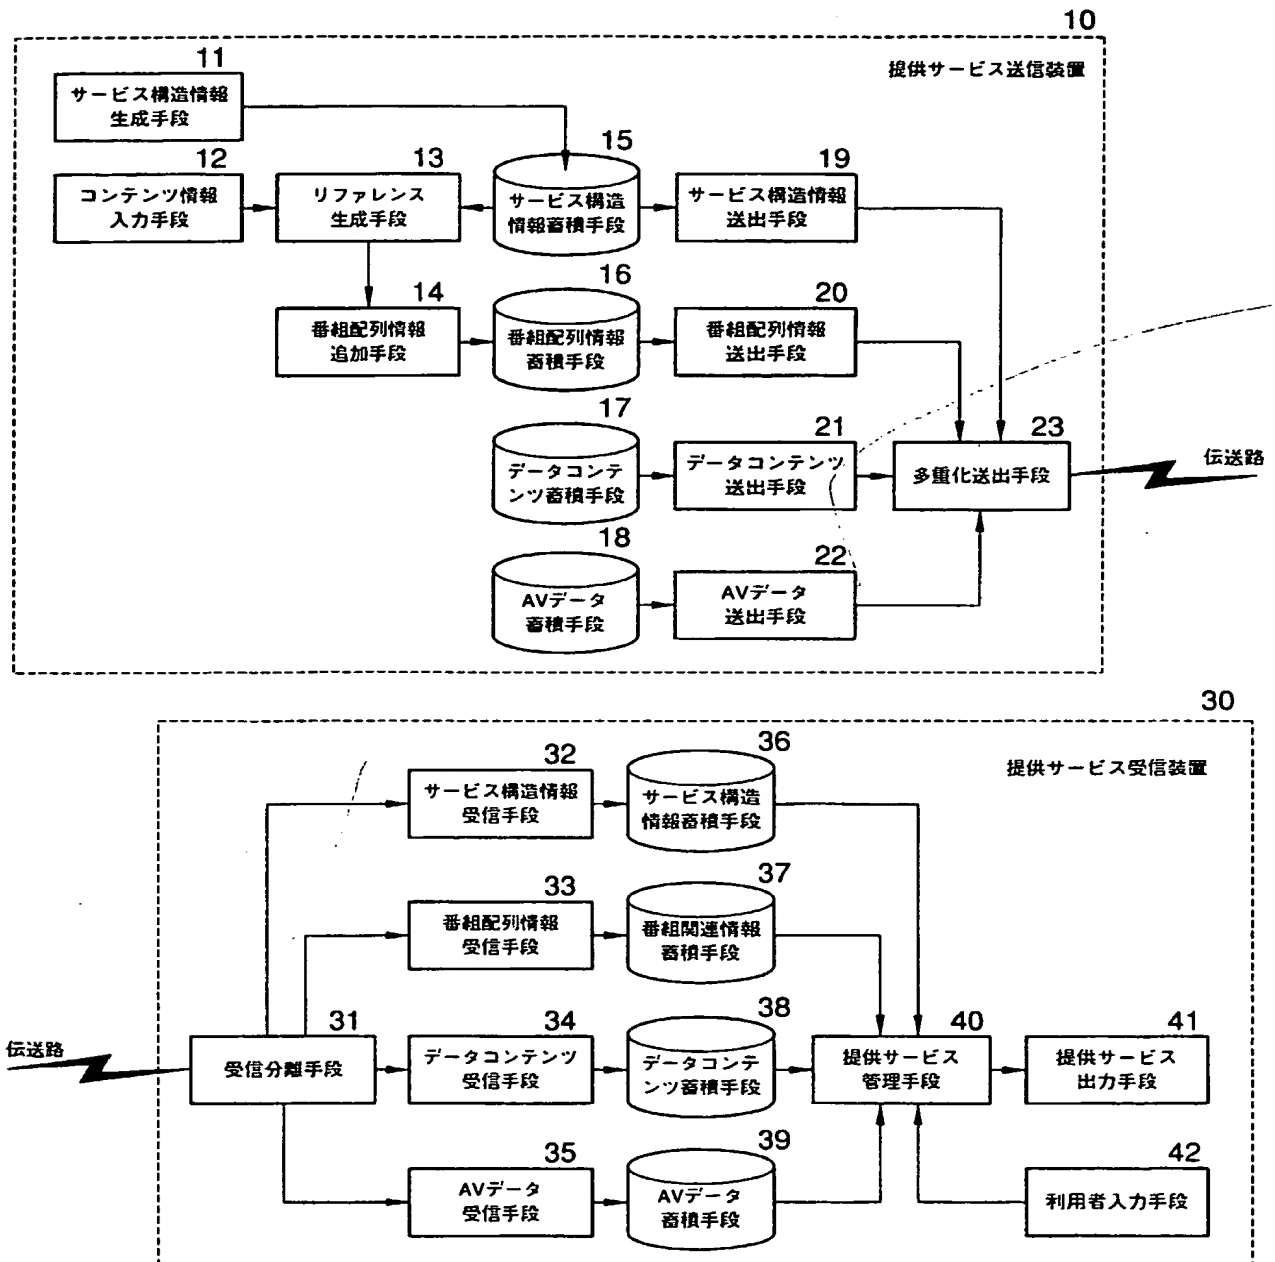 10
提供サービス送信装置
11
サービス構造情報
生成手段
12
コンテンツ情報
入力手段
13
リファレンス
生成手段
15
サービス構造
情報蓄積手段
19
サービス構造情報
送出手段
14
番組配列情報
追加手段
16
番組配列情報
蓄積手段
20
番組配列情報
送出手段
17
データコンテ
ンツ蓄積手段
21
データコンテンツ
送出手段
23
多重化送出手段
伝送路
18
AVデータ
蓄積手段
22
AVデータ
送出手段
30
提供サービス受信装置
32
サービス構造情報
受信手段
36
サービス構造
情報蓄積手段
33
番組配列情報
受信手段
37
番組関連情報
蓄積手段
伝送路
31
受信分離手段
34
データコンテンツ
受信手段
38
データコンテ
ンツ蓄積手段
40
提供サービス
管理手段
41
提供サービス
出力手段
35
AVデータ
受信手段
39
AVデータ
蓄積手段
42
利用者入力手段